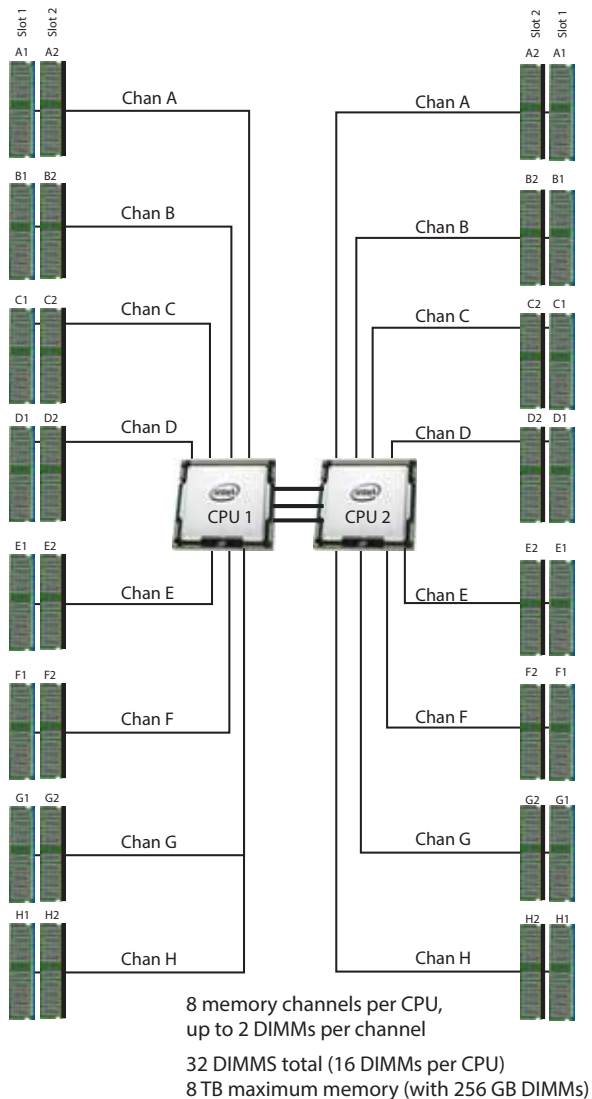 Slot 1
Slot 2
Slot 2
Slot 1
A1 A2
A2 A1
Chan A
Chan A
B1 B2
B2 B1
Chan B
Chan B
C1 C2
C2 C1
Chan C
Chan C
D1 D2
D2 D1
Chan D
Chan D
intel
intel
CPU 1
CPU 2
E1 E2
E2 E1
Chan E
Chan E
F1 F2
F2 F1
Chan F
Chan F
G1 G2
G2 G1
Chan G
Chan G
H1 H2
H2 H1
Chan H
Chan H
8 memory channels per CPU,
up to 2 DIMMs per channel
32 DIMMS total (16 DIMMs per CPU)
8 TB maximum memory (with 256 GB DIMMs)